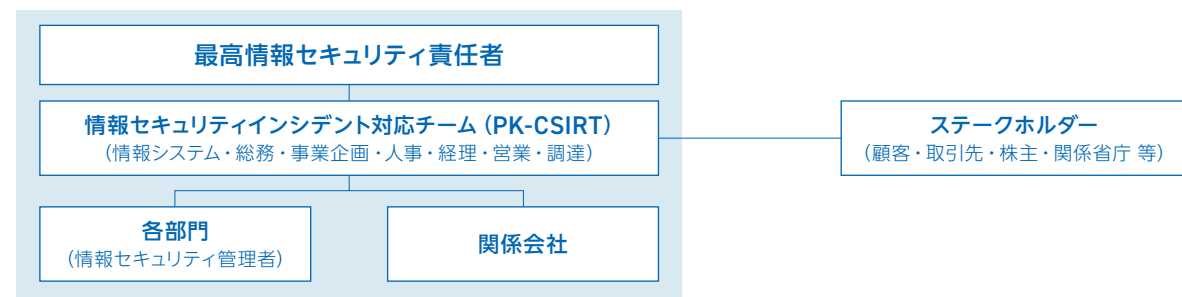 最高情報セキュリティ責任者
情報セキュリティインシデント対応チーム（PK-CSIRT）
（情報システム・総務・事業企画・人事・経理・営業・調達）
ステークホルダー
（顧客・取引先・株主・関係省庁 等）
各部門
（情報セキュリティ管理者）
関係会社